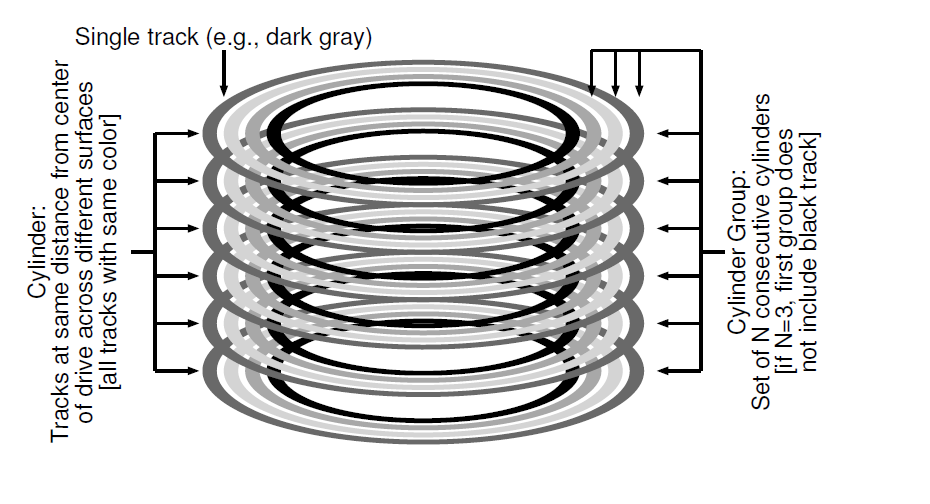 Single track (e.g., dark gray)
Cylinder:
Tracks at same distance from center
of drive across different surfaces
[all tracks with same color]
Cylinder Group:
Set of N consecutive cylinders
[if N=3, first group does
not include black track]